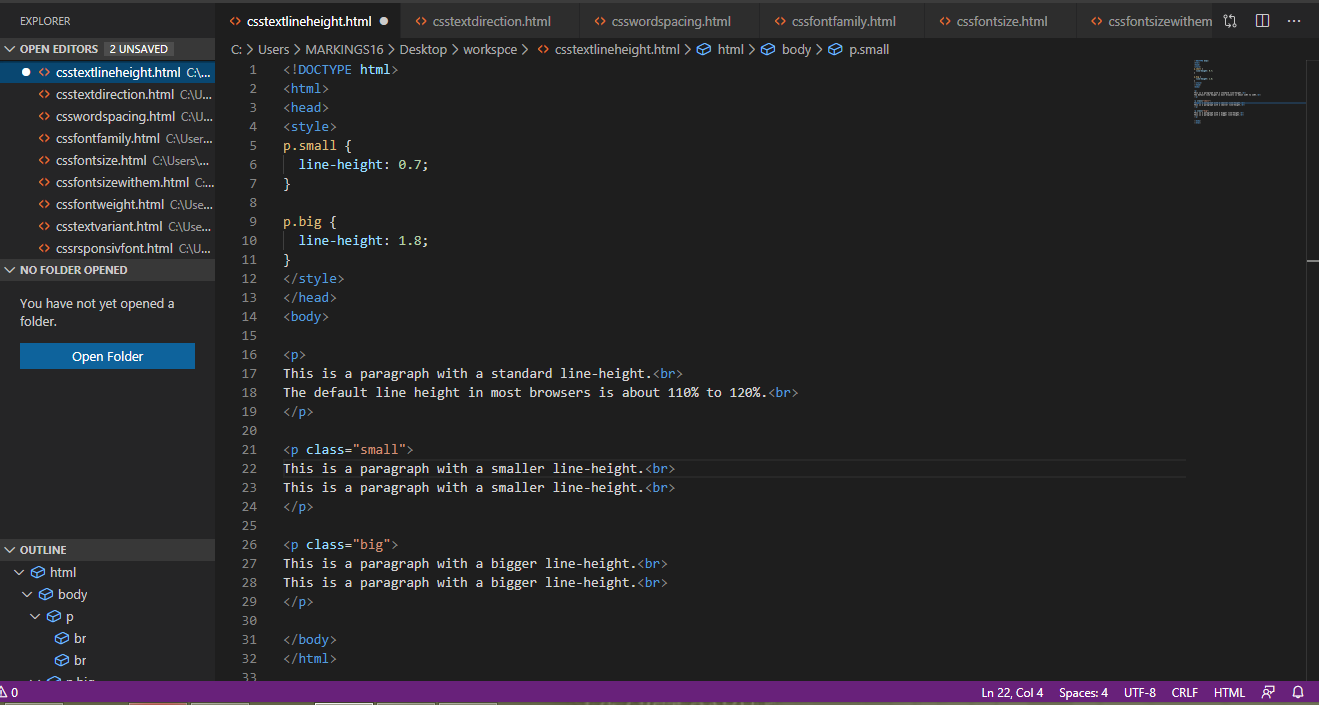 EXPLORER
csstextlineheight.html
csstextdirection.html
csswordspacing.html
cssfontfamily.html
cssfontsize.html
cssfontsizewithem
OPEN EDITORS 2 UNSAVED
csstextlineheight.html C:\...
csstextdirection.html C:\U...
csswordspacing.html C:\U...
cssfontfamily.html C:\User...
cssfontsize.html C:\Users\...
cssfontsizewithem.html C:...
cssfontweight.html C:\Use...
csstextvariant.html C:\Use...
cssrsponsivfont.html C:\U...
NO FOLDER OPENED
You have not yet opened a
folder.
Open Folder
OUTLINE
html
body
p
br
br
p.big
C: > Users > MARKINGS16 > Desktop > workspce > csstextlineheight.html > html > body > p.small
1 <!DOCTYPE html>
2 <html>
3 <head>
4 <style>
5 p.small {
6 line-height: 0.7;
7 }
8
9 p.big {
10 line-height: 1.8;
11 }
12 </style>
13 </head>
14 <body>
15
16 <p>
17 This is a paragraph with a standard line-height.<br>
18 The default line height in most browsers is about 110% to 120%.<br>
19 </p>
20
21 <p class="small">
22 This is a paragraph with a smaller line-height.<br>
23 This is a paragraph with a smaller line-height.<br>
24 </p>
25
26 <p class="big">
27 This is a paragraph with a bigger line-height.<br>
28 This is a paragraph with a bigger line-height.<br>
29 </p>
30
31 </body>
32 </html>
33
0
Ln 22, Col 4 Spaces: 4 UTF-8 CRLF HTML